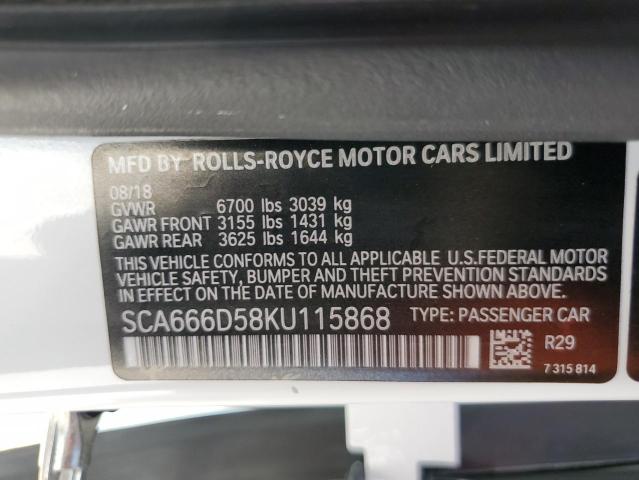 MFD BY ROLLS-ROYCE MOTOR CARS LIMITED
08/18
GVWR 6700 lbs 3039 kg
GAWR FRONT 3155 lbs 1431 kg
GAWR REAR 3625 lbs 1644 kg
THIS VEHICLE CONFORMS TO ALL APPLICABLE U.S.FEDERAL MOTOR
VEHICLE SAFETY, BUMPER AND THEFT PREVENTION STANDARDS
IN EFFECT ON THE DATE OF MANUFACTURE SHOWN ABOVE.
SCA666D58KU115868 TYPE: PASSENGER CAR
R29
7 315 814